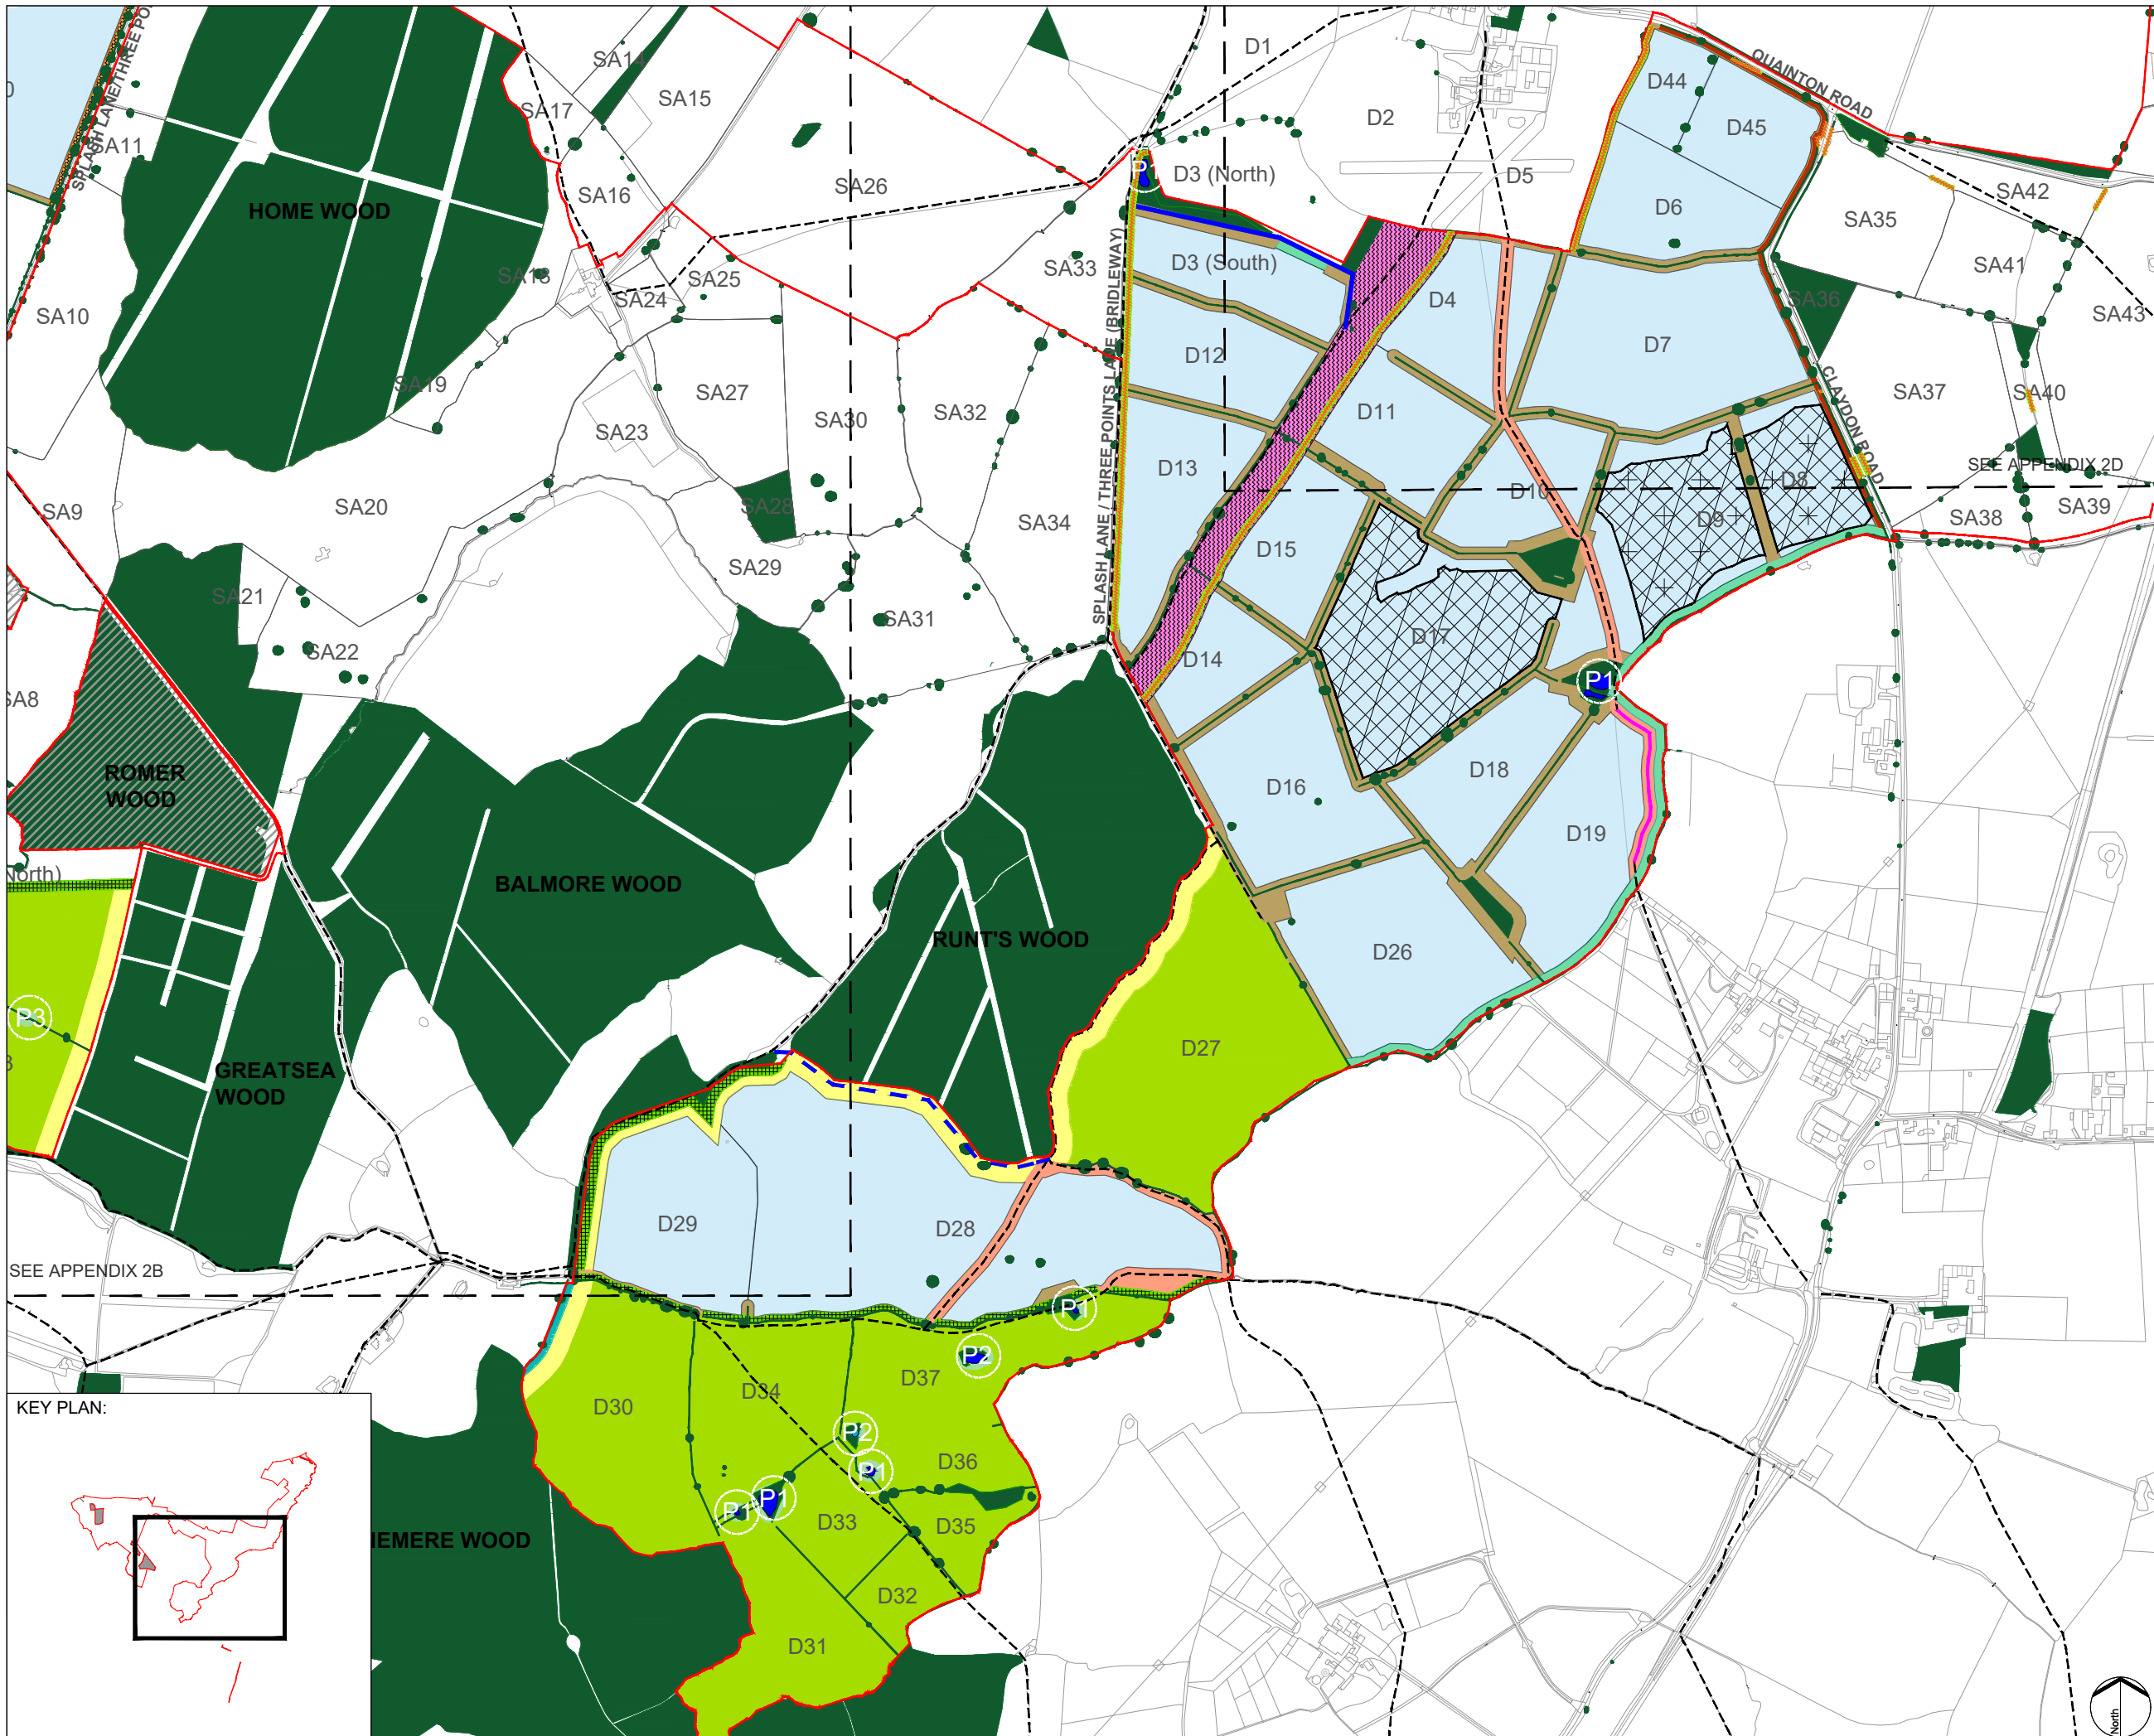 D1
SA14
SA15
SA17
D44
QUAINTON ROAD
D45
D2
SA11
SPLASH LANE/THREE PO
SA16
SA26
P1
D3 (North)
D5
SA42
SA35
HOME WOOD
D6
SA10
SA18
SA24
SA25
SA33
D3 (South)
D4
SA36
SA41
SA43
D7
SPLASH LANE / THREE POINTS LANE (BRIDLEWAY)
D12
SA19
SA27
SA23
SA30
SA32
D11
SA37
SA40
CLAYDON ROAD
D13
D10
D8
SEE APPENDIX 2D
SA9
SA20
SA28
SA34
D9
SA38
SA39
D15
SA29
SA21
SA31
SA22
D14
D17
P1
SA8
ROMER
WOOD
D16
D18
D19
North)
BALMORE WOOD
RUNT'S WOOD
D26
P3
D27
GREATSEA
WOOD
D29
D28
SEE APPENDIX 2B
P1
P2
D37
D34
D30
P2
P1
D36
P1
P1
D33
D35
IEMERE WOOD
D32
D31
KEY PLAN:
North